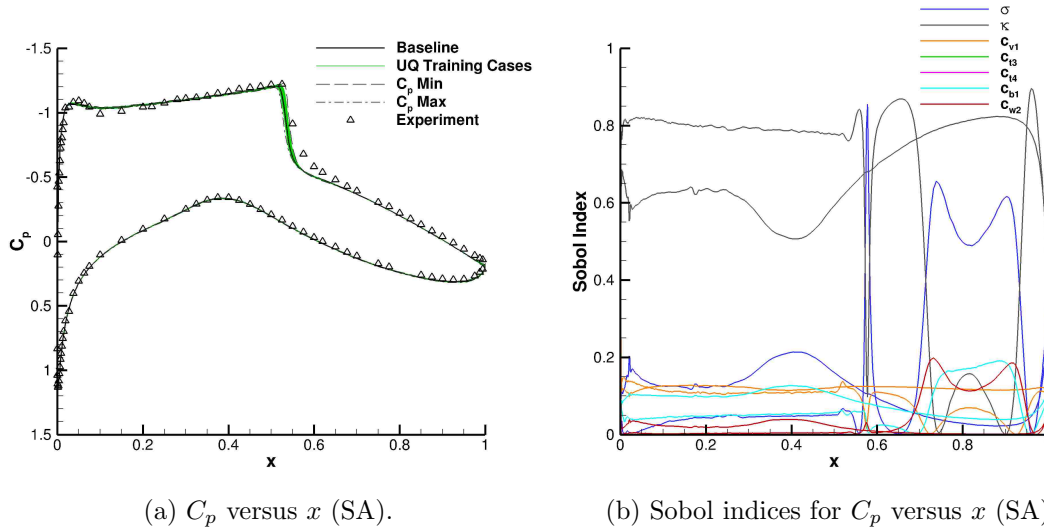 -1.5
-1
-0.5
0
0.5
1
1.5
C_p
0
0.2
0.4
0.6
0.8
1
x
Baseline
UQ Training Cases
C_p Min
C_p Max
Experiment
(a) C_p versus x (SA).
σ
κ
c_v1
c_t3
c_t4
c_b1
c_w2
1
0.8
0.6
0.4
0.2
0
Sobol Index
0
0.2
0.4
0.6
0.8
x
(b) Sobol indices for C_p versus x (SA)